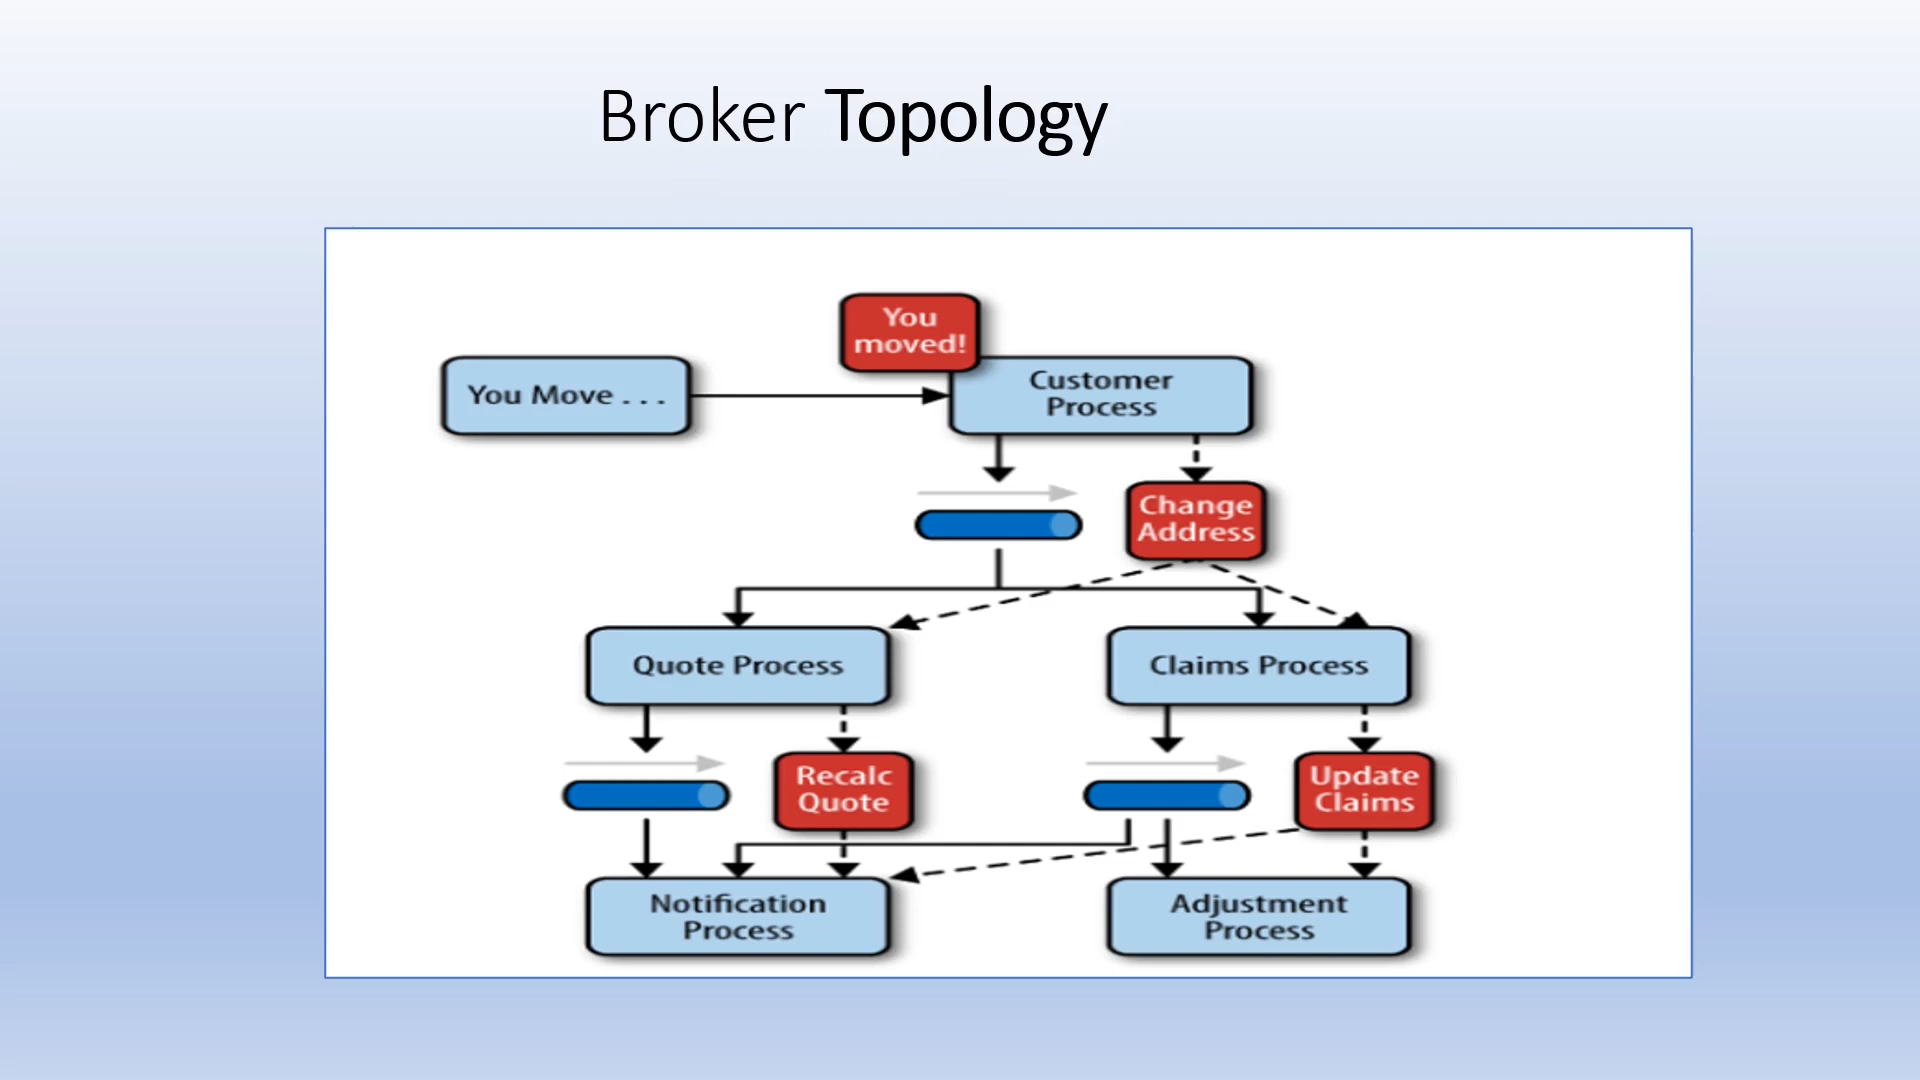 Broker Topology
You
moved!
You Move . . .
Customer
Process
Change
Address
Quote Process
Claims Process
Recalc
Quote
Update
Claims
Notification
Process
Adjustment
Process